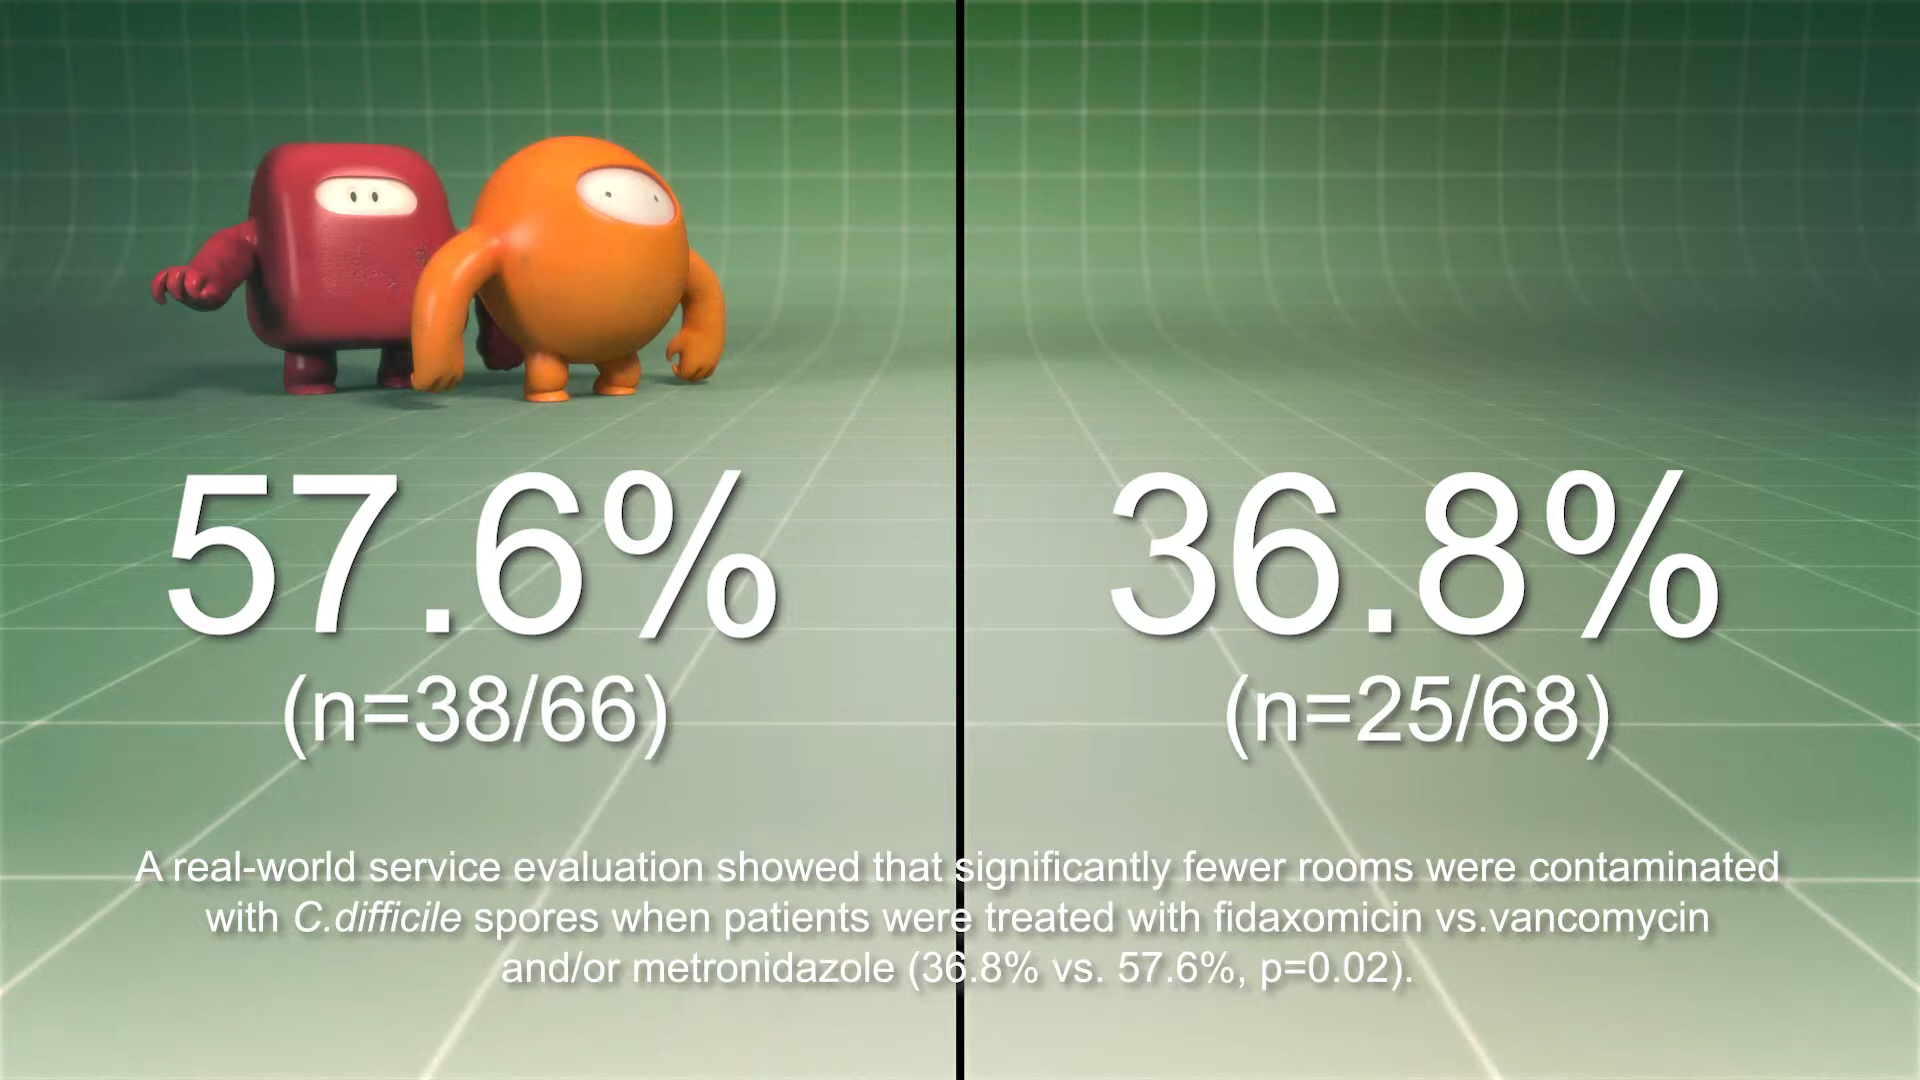 57.6%
36.8%
(n=38/66)
(n=25/68)
A real-world service evaluation showed that significantly fewer rooms were contaminated
with C.difficile spores when patients were treated with fidaxomicin vs.vancomycin
and/or metronidazole (36.8% vs. 57.6%, p=0.02).